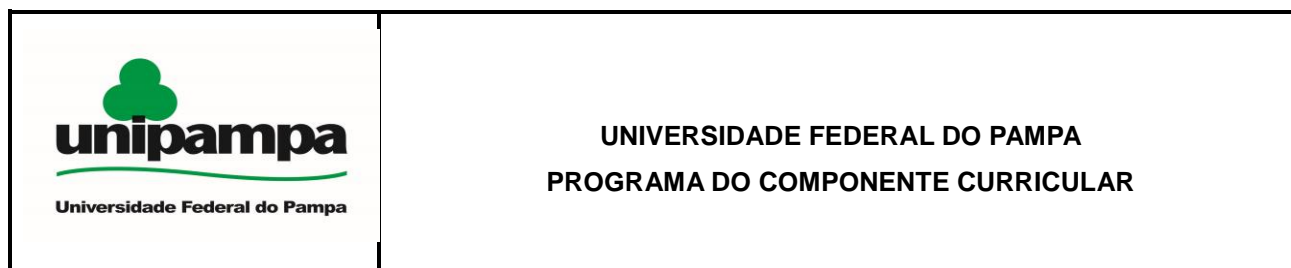 unipampa
Universidade Federal do Pampa
UNIVERSIDADE FEDERAL DO PAMPA
PROGRAMA DO COMPONENTE CURRICULAR